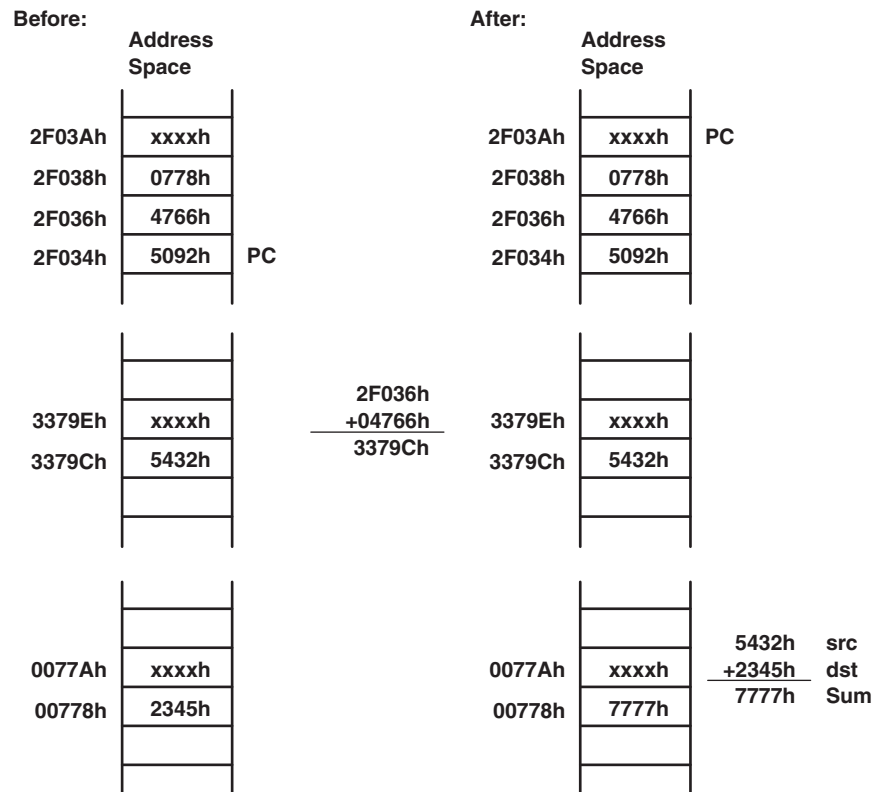 Before:
Address
Space
2F03Ah xxxxh
2F038h 0778h
2F036h 4766h
2F034h 5092h PC
3379Eh xxxxh
3379Ch 5432h
0077Ah xxxxh
00778h 2345h
2F036h
+04766h
3379Ch
After:
Address
Space
2F03Ah xxxxh PC
2F038h 0778h
2F036h 4766h
2F034h 5092h
3379Eh xxxxh
3379Ch 5432h
0077Ah xxxxh
00778h 7777h
5432h src
+2345h dst
7777h Sum